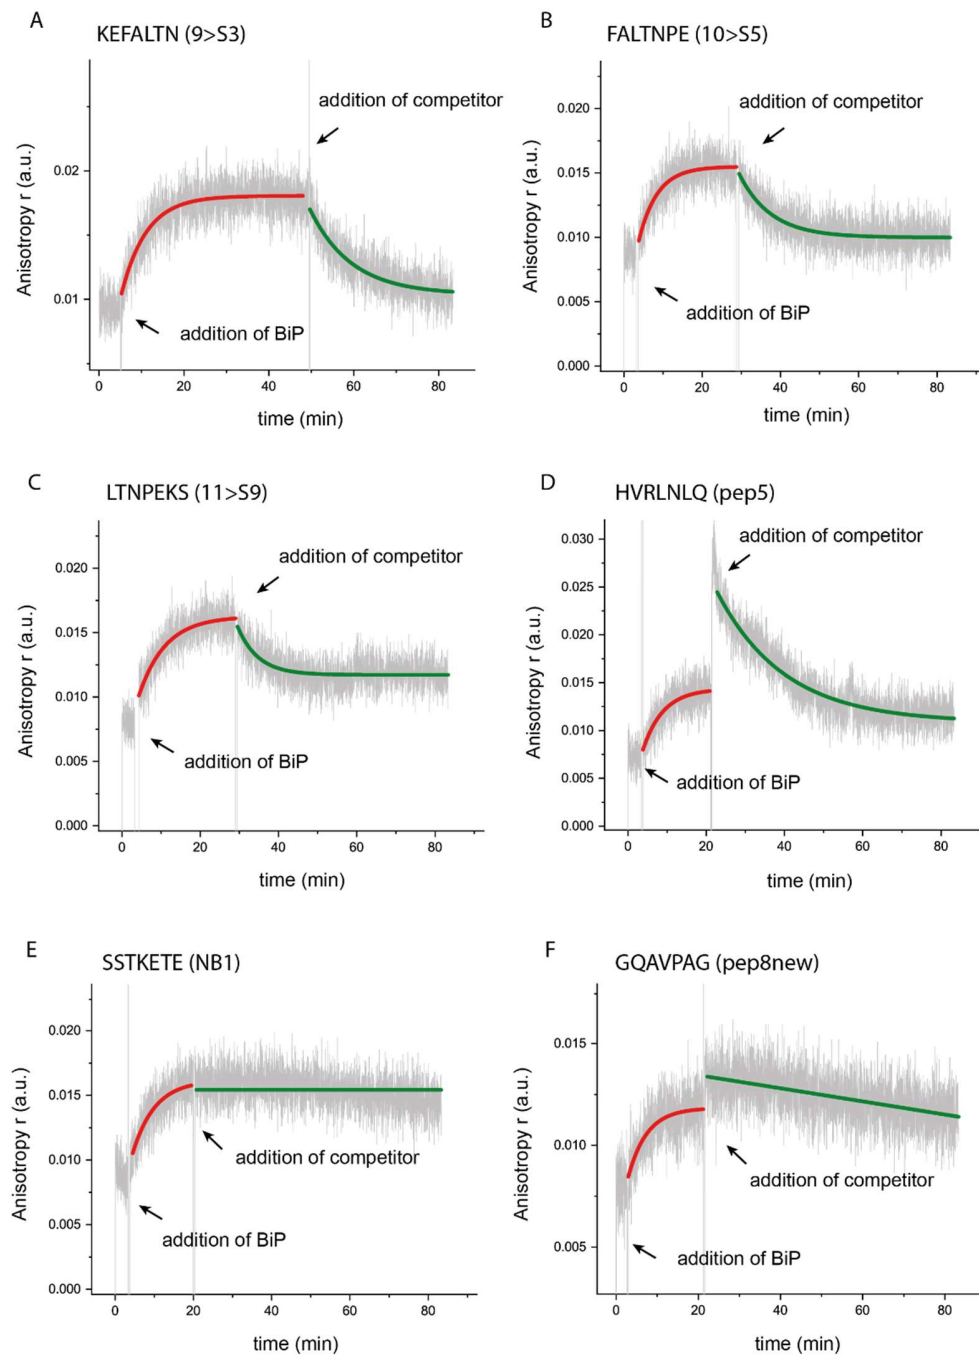 A
KEFALTN (9>S3)
addition of competitor
0.02
0.01
Anisotropy r (a.u.)
addition of BiP
0 20 40 60 80
time (min)
B
FALTNPE (10>S5)
addition of competitor
0.020
0.015
0.010
0.005
0.000
Anisotropy r (a.u.)
addition of BiP
0 20 40 60 80
time (min)
C
LTNPEKS (11>S9)
addition of competitor
0.020
0.015
0.010
0.005
0.000
Anisotropy r (a.u.)
addition of BiP
0 20 40 60 80
time (min)
D
HVRLNLQ (pep5)
addition of competitor
0.030
0.025
0.020
0.015
0.010
0.005
0.000
Anisotropy r (a.u.)
addition of BiP
0 20 40 60 80
time (min)
E
SSTKETE (NB1)
0.020
0.015
0.010
0.005
0.000
Anisotropy r (a.u.)
addition of competitor
addition of BiP
0 20 40 60 80
time (min)
F
GQAVPAG (pep8new)
0.015
0.010
0.005
Anisotropy r (a.u.)
addition of competitor
addition of BiP
0 20 40 60 80
time (min)